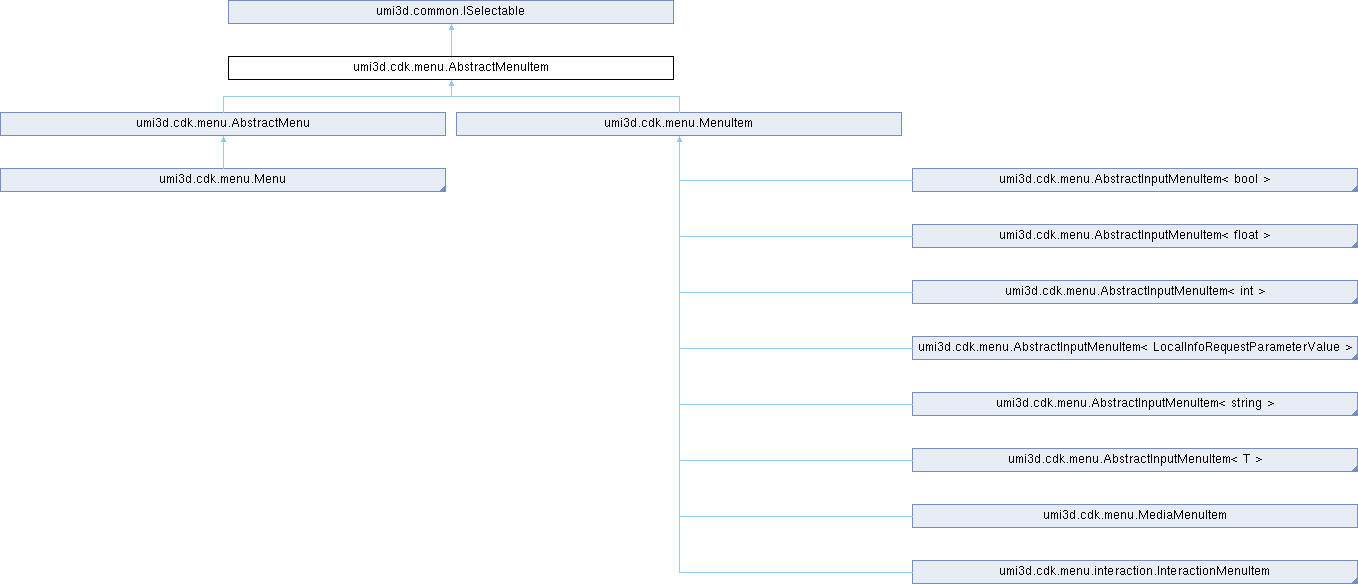 umi3d.common.ISelectable
umi3d.cdk.menu.AbstractMenuItem
umi3d.cdk.menu.AbstractMenu
umi3d.cdk.menu.MenuItem
umi3d.cdk.menu.Menu
umi3d.cdk.menu.AbstractInputMenuItem< bool >
umi3d.cdk.menu.AbstractInputMenuItem< float >
umi3d.cdk.menu.AbstractInputMenuItem< int >
umi3d.cdk.menu.AbstractInputMenuItem< LocalInfoRequestParameterValue >
umi3d.cdk.menu.AbstractInputMenuItem< string >
umi3d.cdk.menu.AbstractInputMenuItem< T >
umi3d.cdk.menu.MediaMenuItem
umi3d.cdk.menu.interaction.InteractionMenuItem